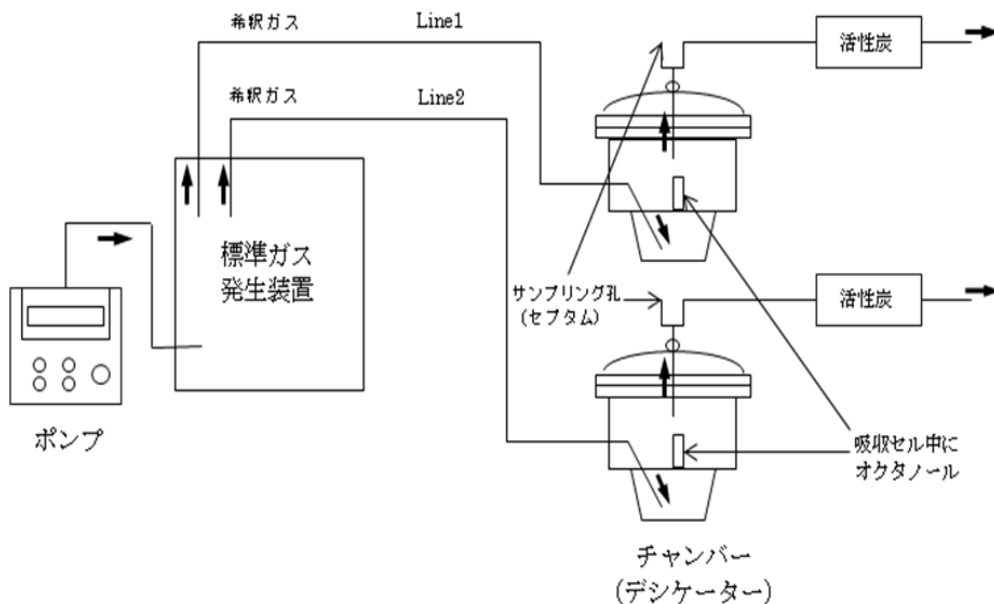 希釈ガス
Line1
活性炭
希釈ガス
Line2
標準ガス
発生装置
サンプリング孔
(セプタム)
活性炭
ポンプ
吸収セル中に
オクタノール
チャンバー
(デシケーター)